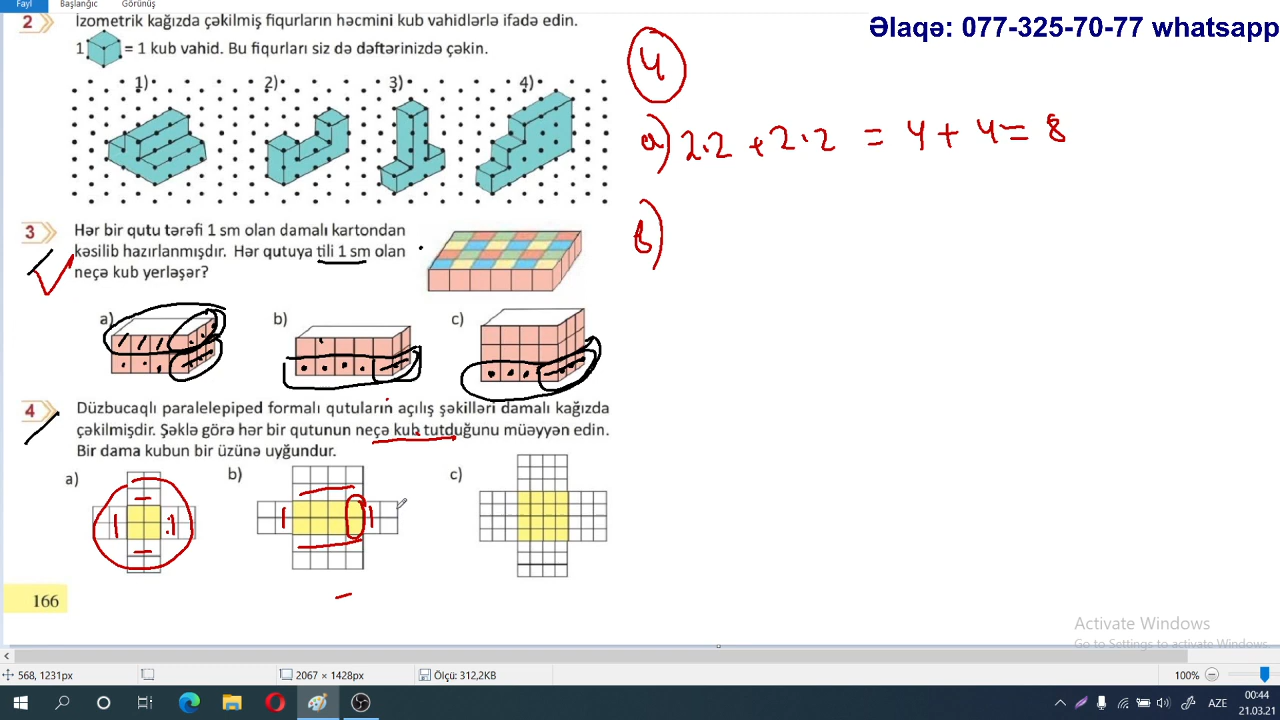 Fayl Başlanğıc Görünüş
Əlaqə: 077-325-70-77 whatsapp
2 İzometrik kağızda çəkilmiş fiqurların həcmini kub vahidlərlə ifadə edin.
1 = 1 kub vahid. Bu fiqurları siz də dəftərinizdə çəkin.
1) 2) 3) 4)
3 Hər bir qutu tərəfi 1 sm olan damalı kartondan
kəsilib hazırlanmışdır. Hər qutuya tili 1 sm olan
neçə kub yerləşər?
a) b) c)
4 Düzbucaqlı paralelepiped formalı qutuların açılış şəkilləri damalı kağızda
çəkilmişdir. Şəklə görə hər bir qutunun neçə kub tutduğunu müəyyən edin.
Bir dama kubun bir üzünə uyğundur.
a) b) c)
166
4
a) 2·2 + 2·2 = 4 + 4 = 8
b)
Activate Windows
Go to Settings to activate Windows.
568, 1231px 2067 × 1428px Ölçü: 312,2KB 100%
AZE
00:44
21.03.21